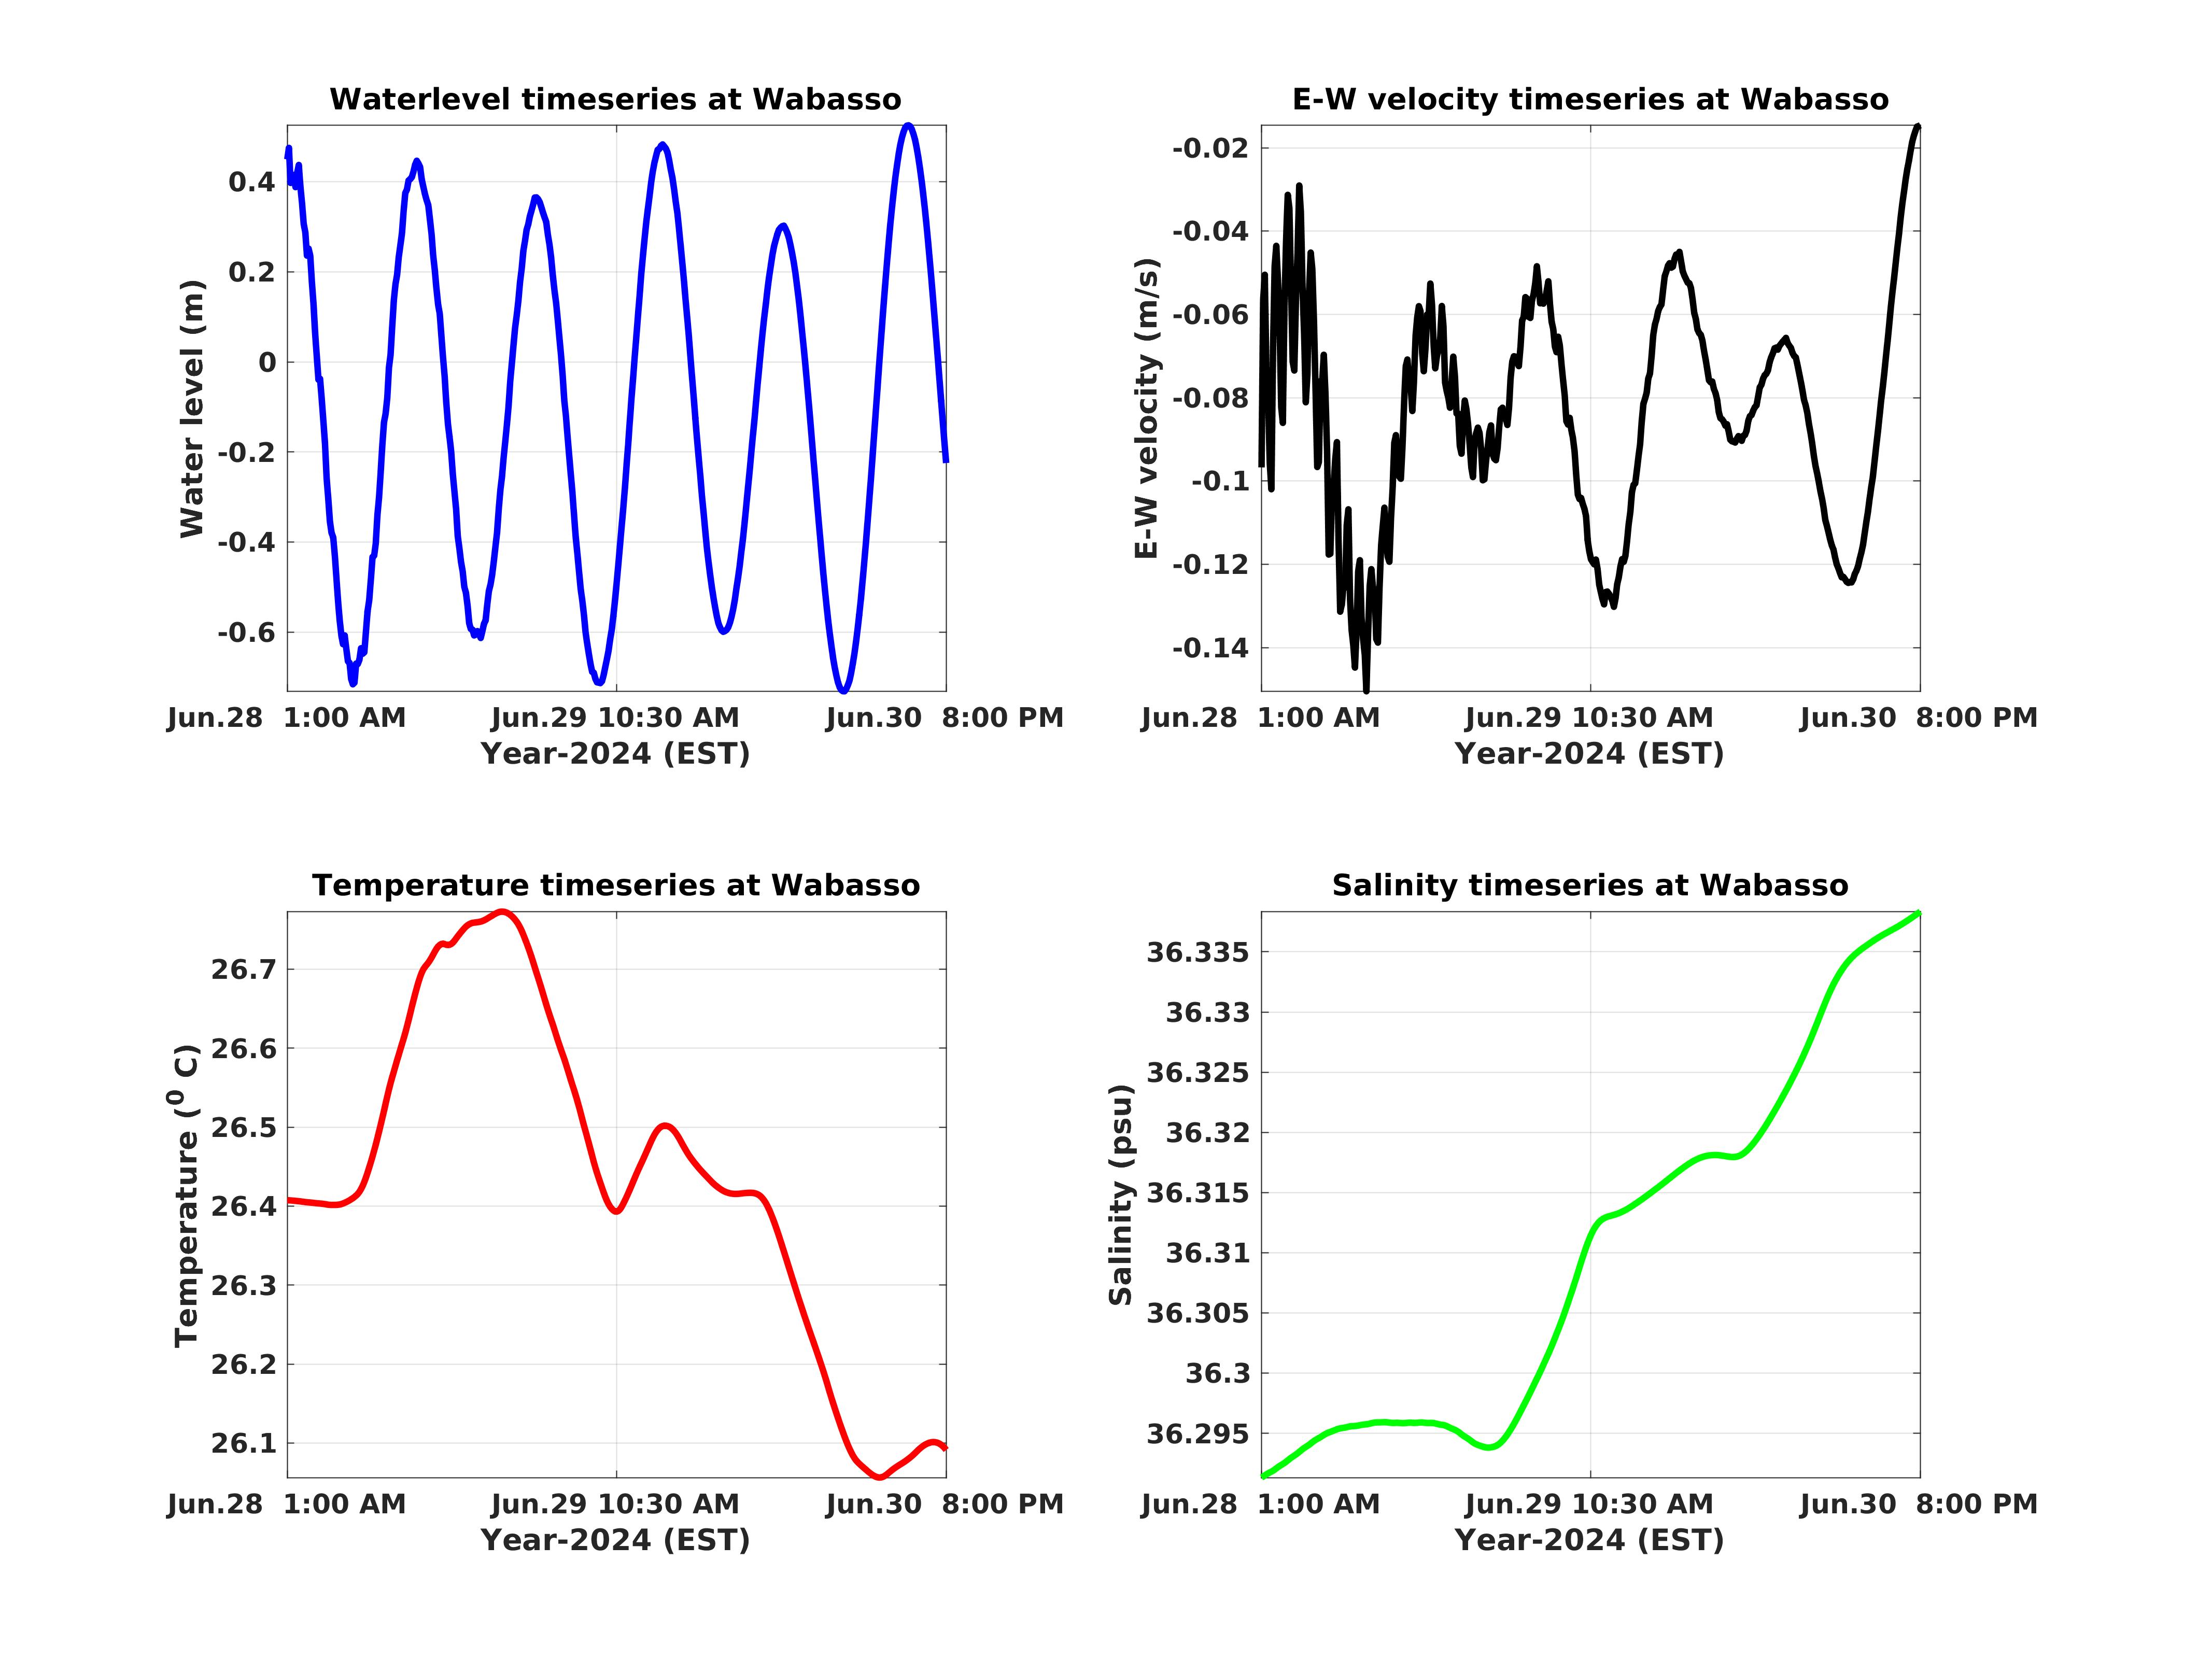 Waterlevel timeseries at Wabasso
Water level (m)
0.4
0.2
0
-0.2
-0.4
-0.6
Jun.28 1:00 AM Jun.29 10:30 AM Jun.30 8:00 PM
Year-2024 (EST)
E-W velocity timeseries at Wabasso
E-W velocity (m/s)
-0.02
-0.04
-0.06
-0.08
-0.1
-0.12
-0.14
Jun.28 1:00 AM Jun.29 10:30 AM Jun.30 8:00 PM
Year-2024 (EST)
Temperature timeseries at Wabasso
Temperature (⁰ C)
26.7
26.6
26.5
26.4
26.3
26.2
26.1
Jun.28 1:00 AM Jun.29 10:30 AM Jun.30 8:00 PM
Year-2024 (EST)
Salinity timeseries at Wabasso
Salinity (psu)
36.335
36.33
36.325
36.32
36.315
36.31
36.305
36.3
36.295
Jun.28 1:00 AM Jun.29 10:30 AM Jun.30 8:00 PM
Year-2024 (EST)